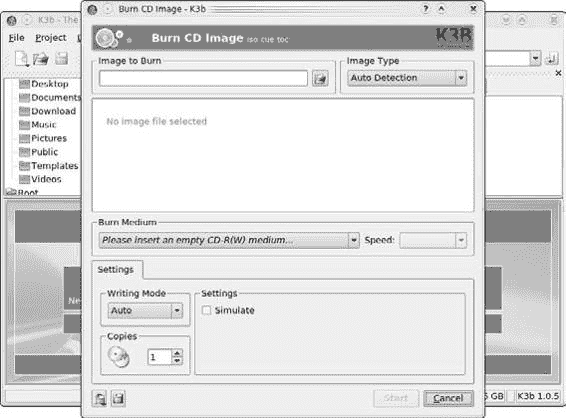 K3b - The
Burn CD Image - K3b
File Project
Burn CD Image iso cue toc
K3B
Image to Burn
Image Type
Auto Detection
Desktop
Documents
Download
Music
Pictures
Public
Templates
Videos
Root
No image file selected
Burn Medium
Please insert an empty CD-R(W) medium...
Speed:
Settings
Writing Mode
Auto
Settings
Simulate
Copies
1
Start
Cancel
GB
K3b 1.0.5